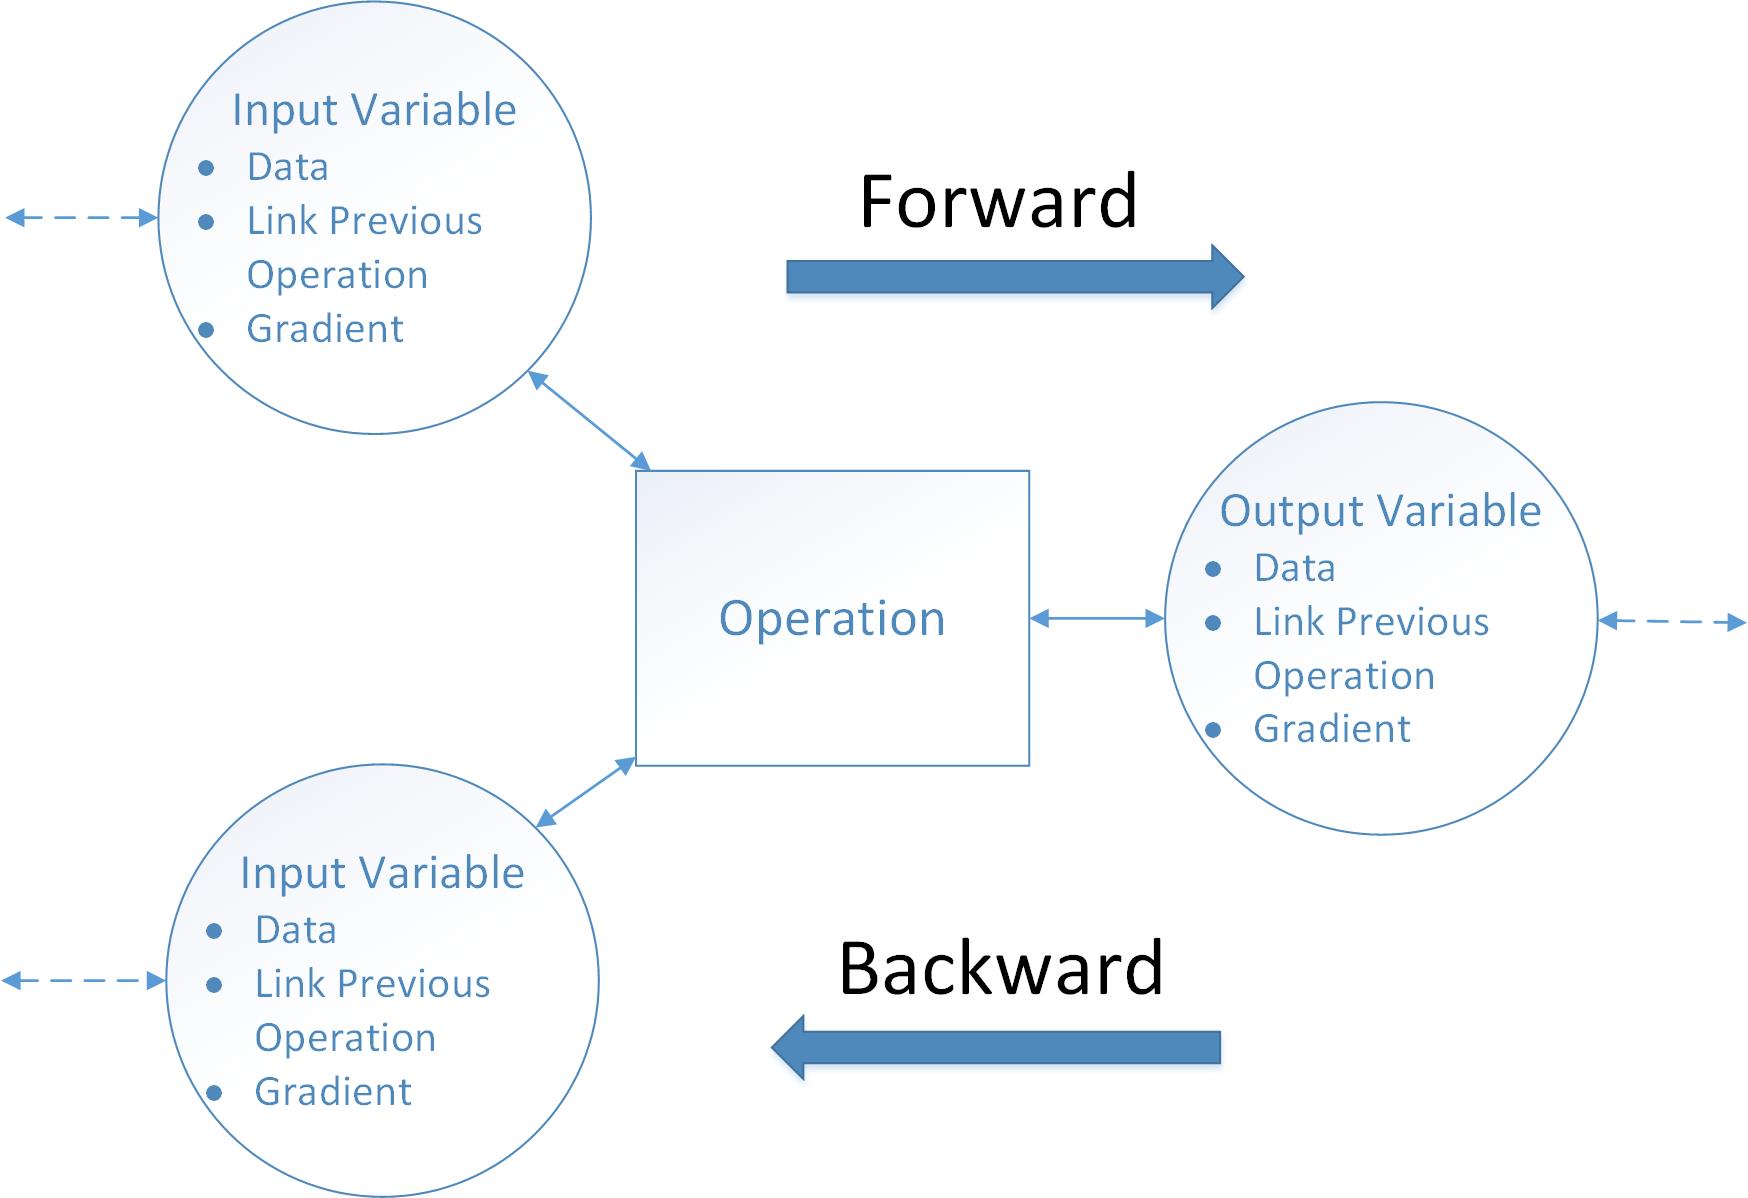 Input Variable
• Data
• Link Previous
Operation
• Gradient
Forward
Operation
Output Variable
• Data
• Link Previous
Operation
• Gradient
Input Variable
• Data
• Link Previous
Operation
• Gradient
Backward